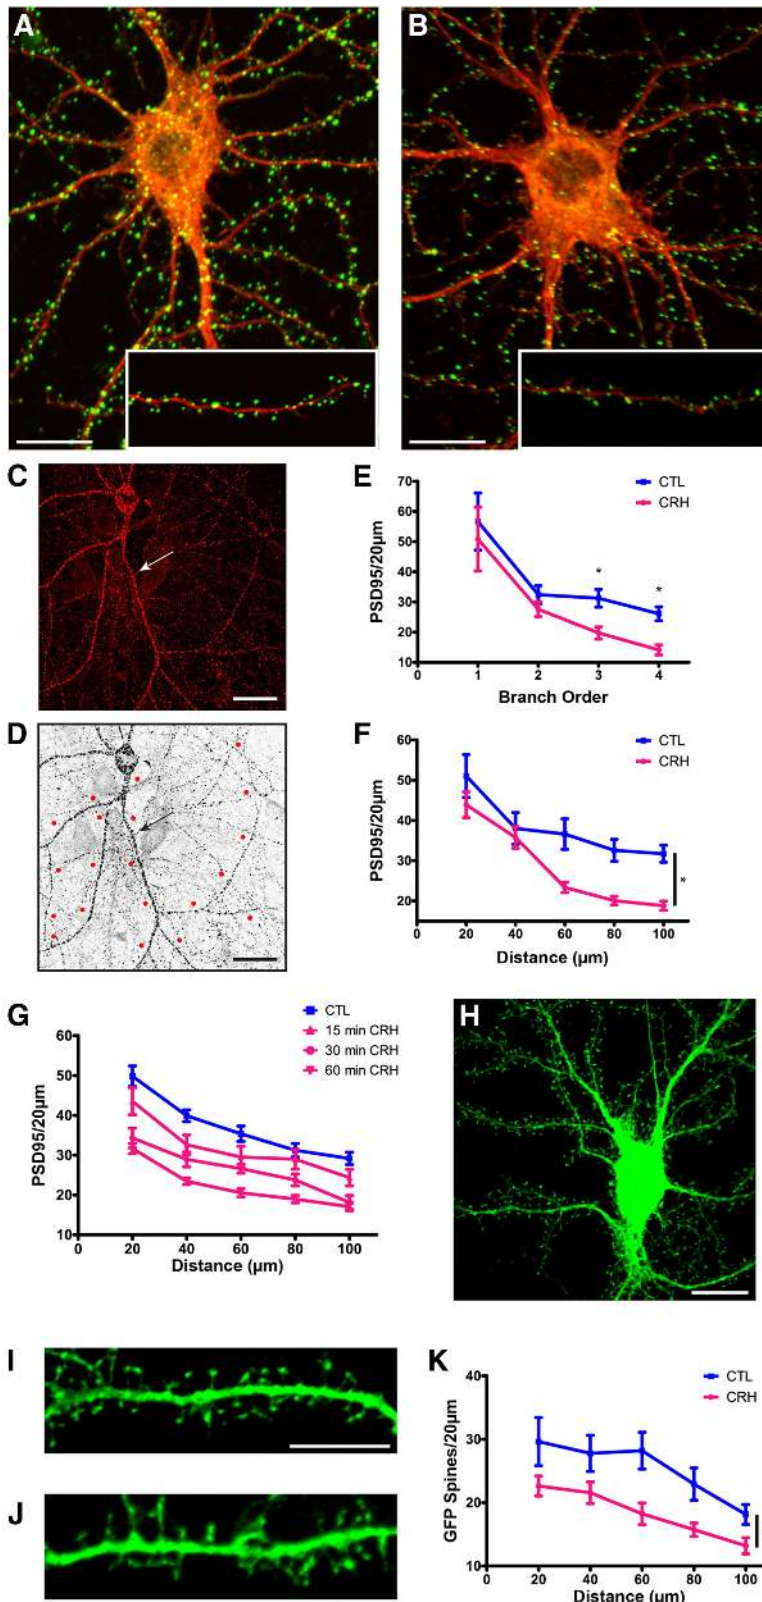 A
B
C
D
E
PSD95/20µm
70
60
50
40
30
20
10
0
1
2
3
4
Branch Order
CTL
CRH
*
*
F
PSD95/20µm
60
50
40
30
20
0
20
40
60
80
100
Distance (µm)
CTL
CRH
*
G
PSD95/20µm
60
50
40
30
20
10
0
20
40
60
80
100
Distance (µm)
CTL
15 min CRH
30 min CRH
60 min CRH
H
I
J
K
GFP Spines/20µm
40
30
20
10
0
20
40
60
80
100
Distance (µm)
CTL
CRH